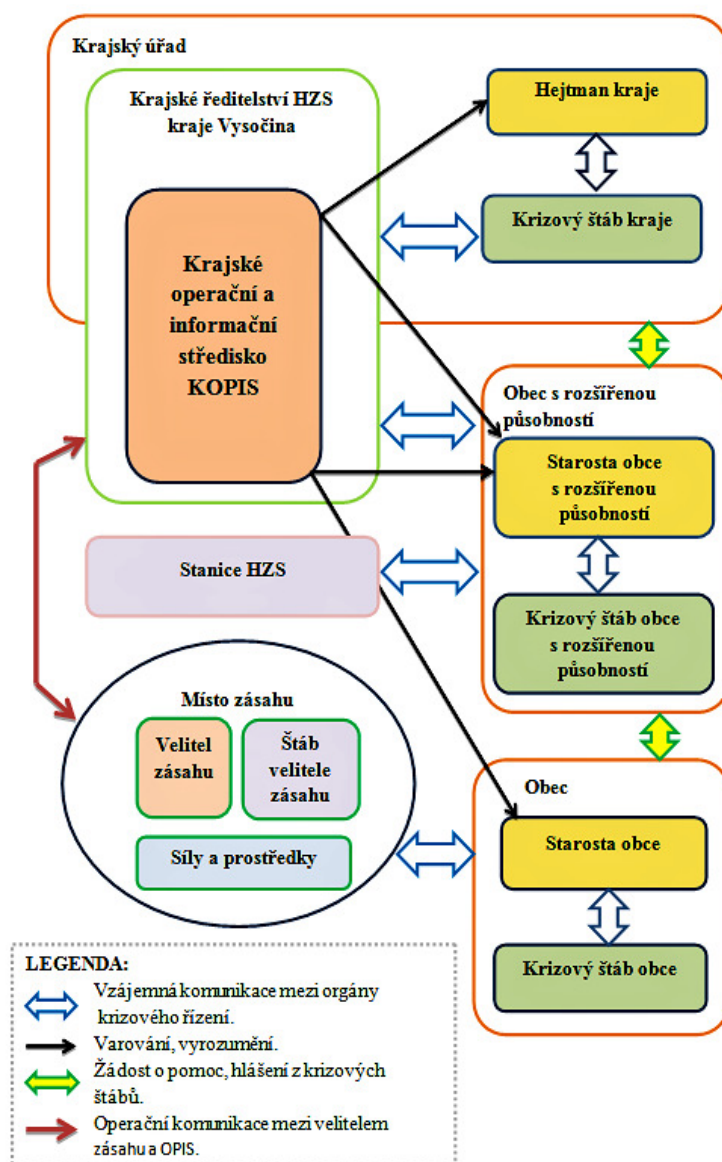 Krajský úřad
Krajské ředitelství HZS
kraje Vysočina
Hejtman kraje
Krizový štáb kraje
Krajské
operační a
informační
středisko
KOPIS
Obec s rozšířenou
působností
Starosta obce
s rozšířenou
působností
Stanice HZS
Krizový štáb obce
s rozšířenou
působností
Místo zásahu
Velitel
zásahu
Štáb
velitele
zásahu
Síly a prostředky
Obec
Starosta obce
Krizový štáb obce
LEGENDA:
Vzájemná komunikace mezi orgány
krizového řízení.
Varování, vyrozumění.
Žádost o pomoc, hlášení z krizových
štábů.
Operační komunikace mezi velitelem
zásahu a OPIS.